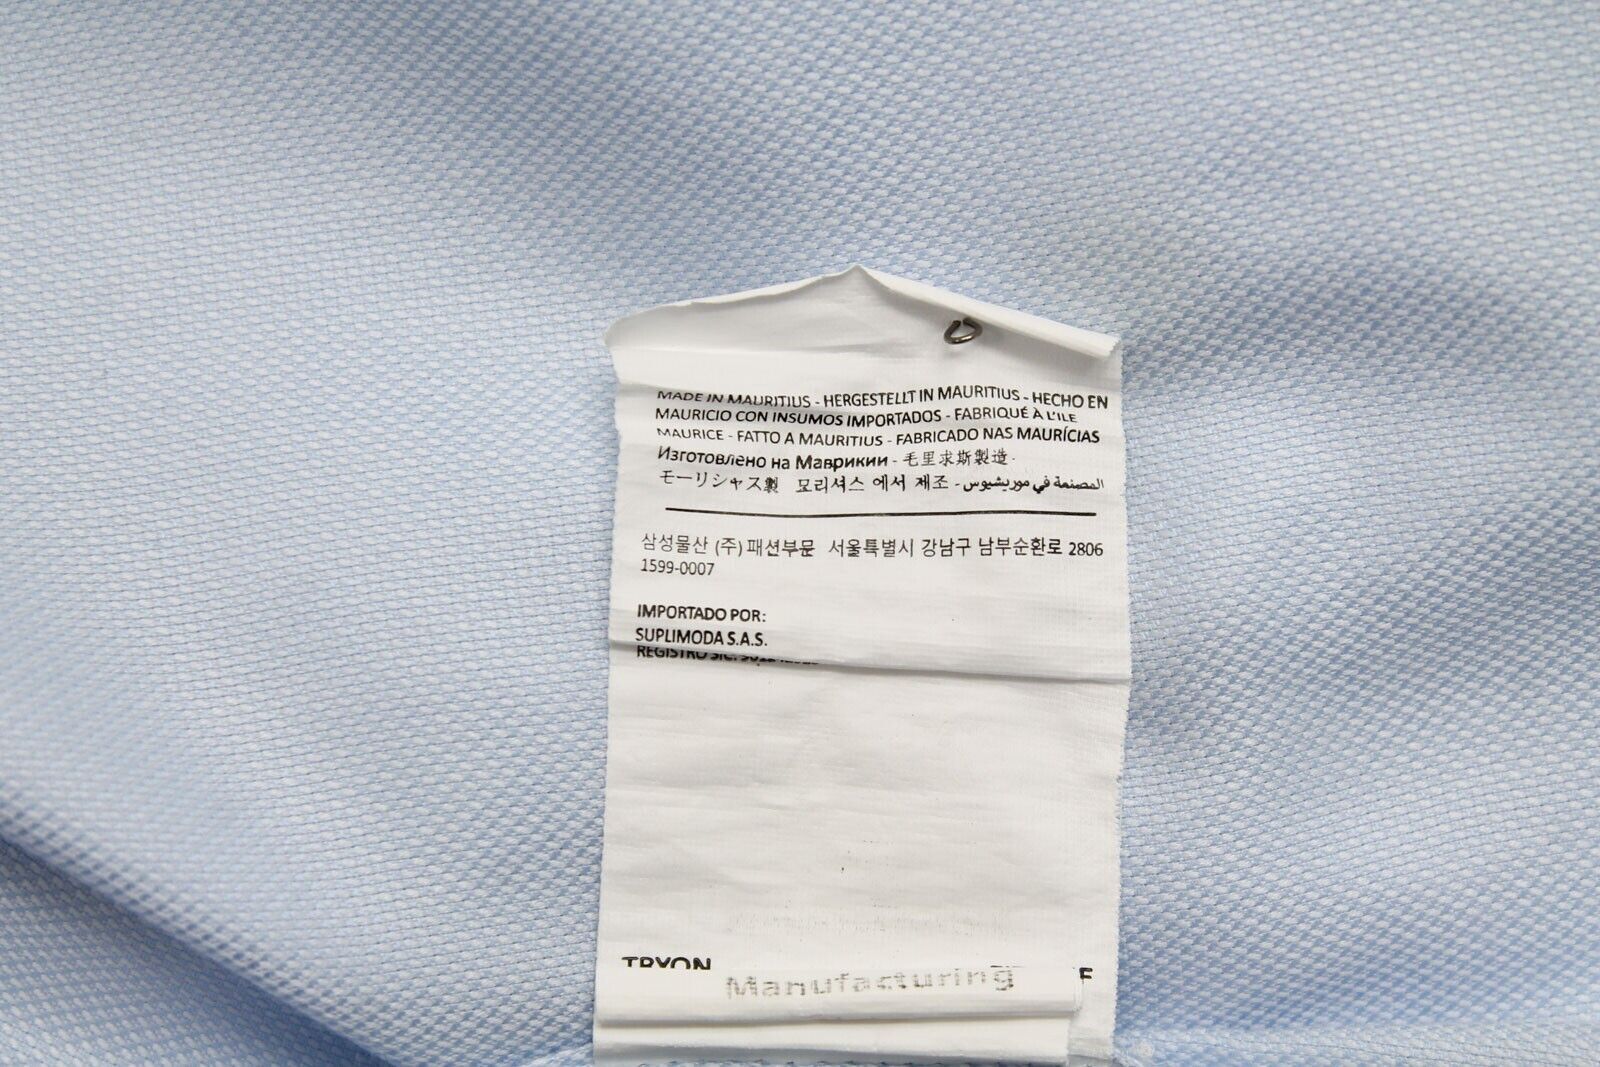 MADE IN MAURITIUS - HERGESTELLT IN MAURITIUS - HECHO EN
MAURICIO CON INSUMOS IMPORTADOS - FABRIQUÉ À L'ILE
MAURICE - FATTO A MAURITIUS - FABRICADO NAS MAURÍCIAS
Изготовлено на Маврикии - 毛里求斯製造 -
モーリシャス製 모리셔스 에서 제조 - المصنعة في موريشيوس
삼성물산 (주) 패션부문 서울특별시 강남구 남부순환로 2806
1599-0007
IMPORTADO POR:
SUPLIMODA S.A.S.
REGISTRO SIC:
TRYON
Manufacturing